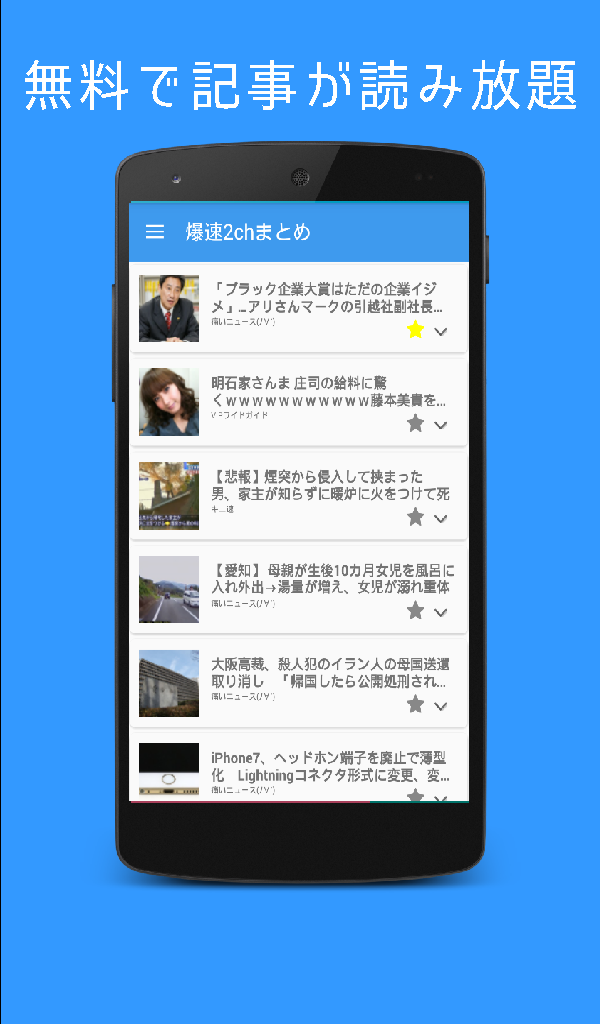 無料で記事が読み放題
爆速2chまとめ
「ブラック企業大賞はただの企業イジ
メ」…アリさんマークの引越社副社長…
痛いニュース(ﾉ∀`)
明石家さんま 庄司の給料に驚
くｗｗｗｗｗｗｗｗｗｗｗ藤本美貴を…
VIPワイドガイド
【悲報】煙突から侵入して挟まった
男、家主が知らずに暖炉に火をつけて死
キニ速
【愛知】 母親が生後10カ月女児を風呂に
入れ外出→湯量が増え、女児が溺れ重体
痛いニュース(ﾉ∀`)
大阪高裁、殺人犯のイラン人の母国送還
取り消し 「帰国したら公開処刑され…
痛いニュース(ﾉ∀`)
iPhone7、ヘッドホン端子を廃止で薄型
化 Lightningコネクタ形式に変更、変…
痛いニュース(ﾉ∀`)